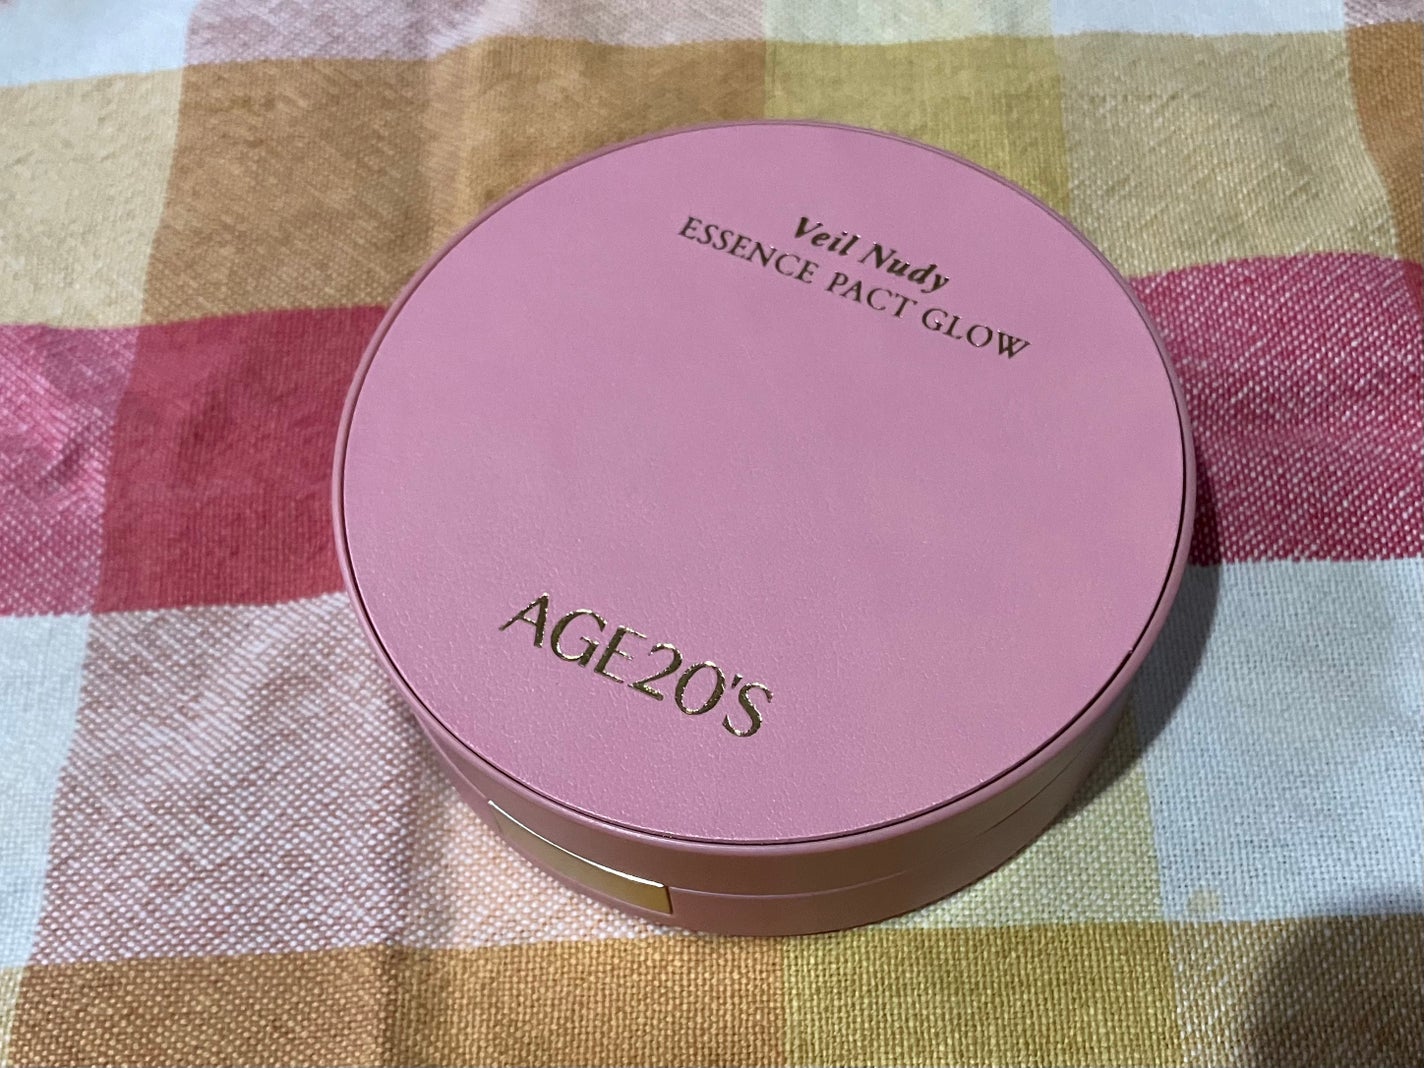 Veil Nudy
ESSENCE PACT GLOW
AGE20'S